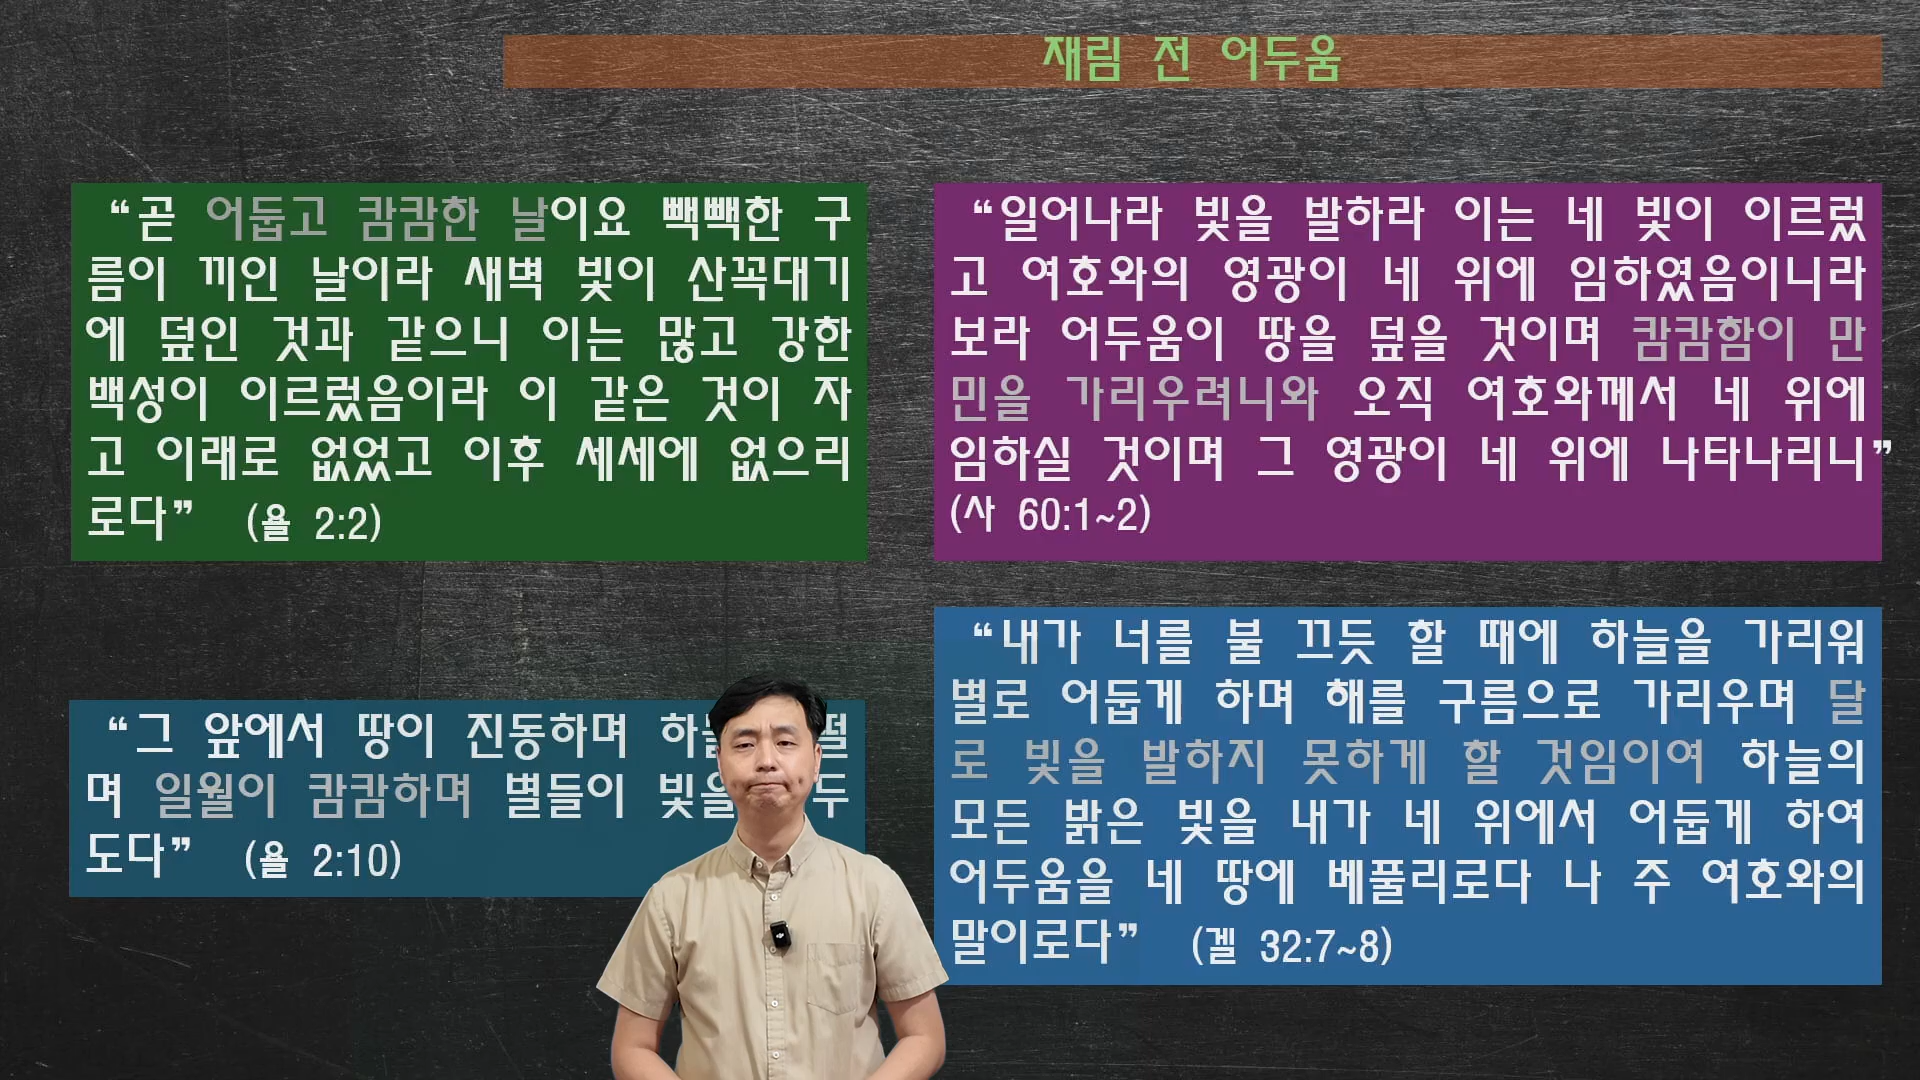 재림 전 어두움
“곧 어둡고 캄캄한 날이요 빽빽한 구
름이 끼인 날이라 새벽 빛이 산꼭대기
에 덮인 것과 같으니 이는 많고 강한
백성이 이르렀음이라 이 같은 것이 자
고 이래로 없었고 이후 세세에 없으리
로다” (욜 2:2)
“일어나라 빛을 발하라 이는 네 빛이 이르렀
고 여호와의 영광이 네 위에 임하였음이니라
보라 어두움이 땅을 덮을 것이며 캄캄함이 만
민을 가리우려니와 오직 여호와께서 네 위에
임하실 것이며 그 영광이 네 위에 나타나리니”
(사 60:1~2)
“그 앞에서 땅이 진동하며 떨
며 일월이 캄캄하며 별들이 빛을 두
도다” (욜 2:10)
“내가 너를 불 끄듯 할 때에 하늘을 가리워
별로 어둡게 하며 해를 구름으로 가리우며 달
로 빛을 발하지 못하게 할 것임이여 하늘의
모든 밝은 빛을 내가 네 위에서 어둡게 하여
어두움을 네 땅에 베풀리로다 나 주 여호와의
말이로다” (겔 32:7~8)